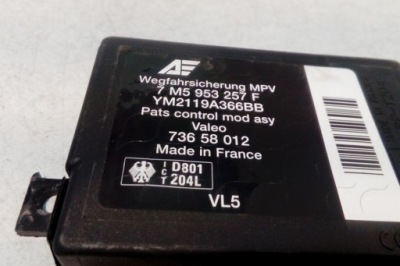 AE
Wegfahrsicherung MPV
7 M5 953 257 F
YM2119A366BB
Pats control mod asy
Valeo
736 58 012
Made in France
I C T D801 204L
VL5